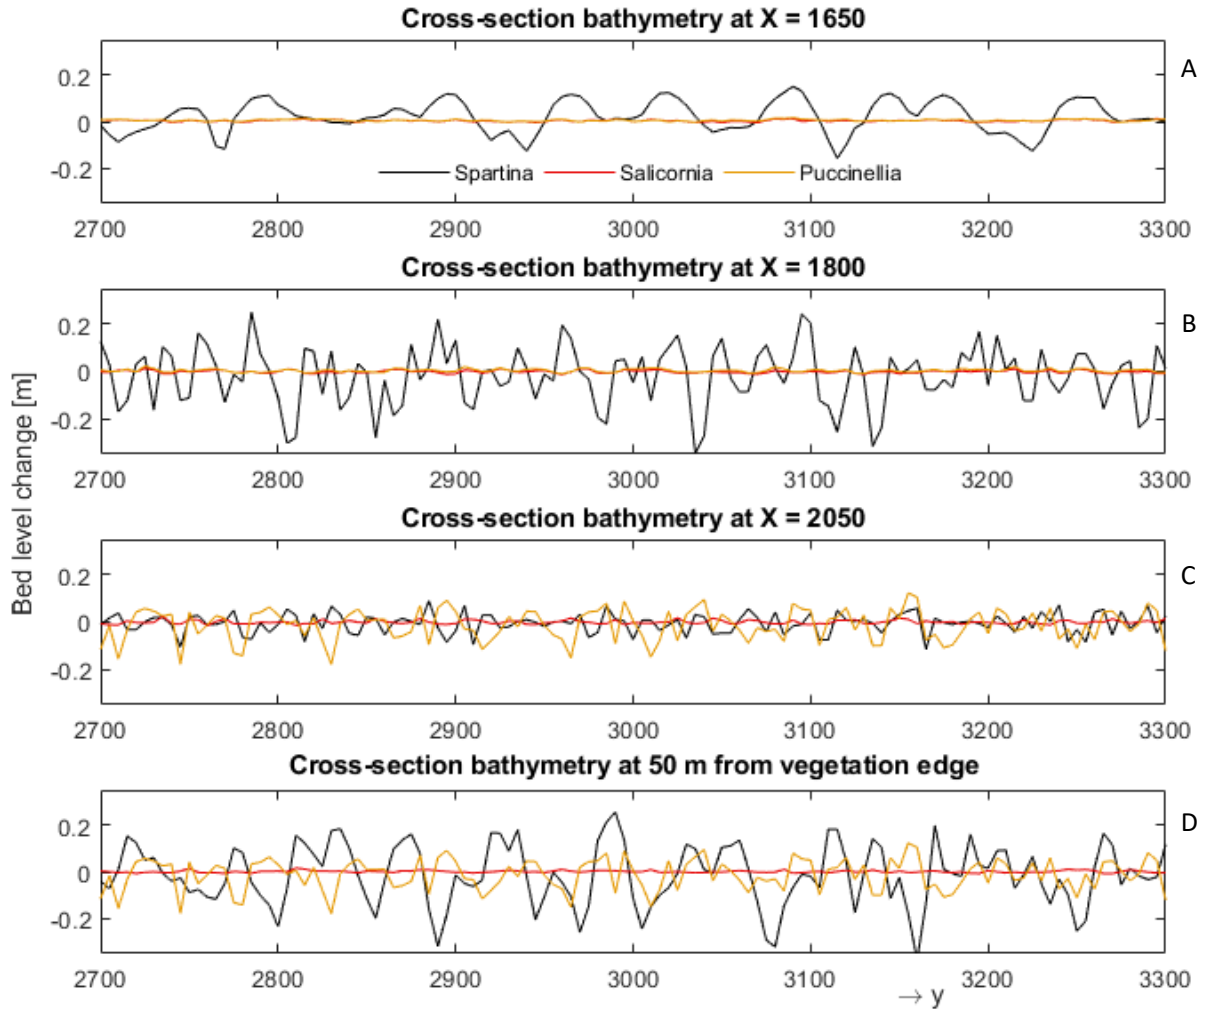 Cross-section bathymetry at X = 1650
A
0.2
0
-0.2
Spartina Salicornia Puccinellia
2700 2800 2900 3000 3100 3200 3300
Cross-section bathymetry at X = 1800
B
0.2
0
-0.2
2700 2800 2900 3000 3100 3200 3300
Bed level change [m]
Cross-section bathymetry at X = 2050
C
0.2
0
-0.2
2700 2800 2900 3000 3100 3200 3300
Cross-section bathymetry at 50 m from vegetation edge
D
0.2
0
-0.2
2700 2800 2900 3000 3100 3200 3300
→ y